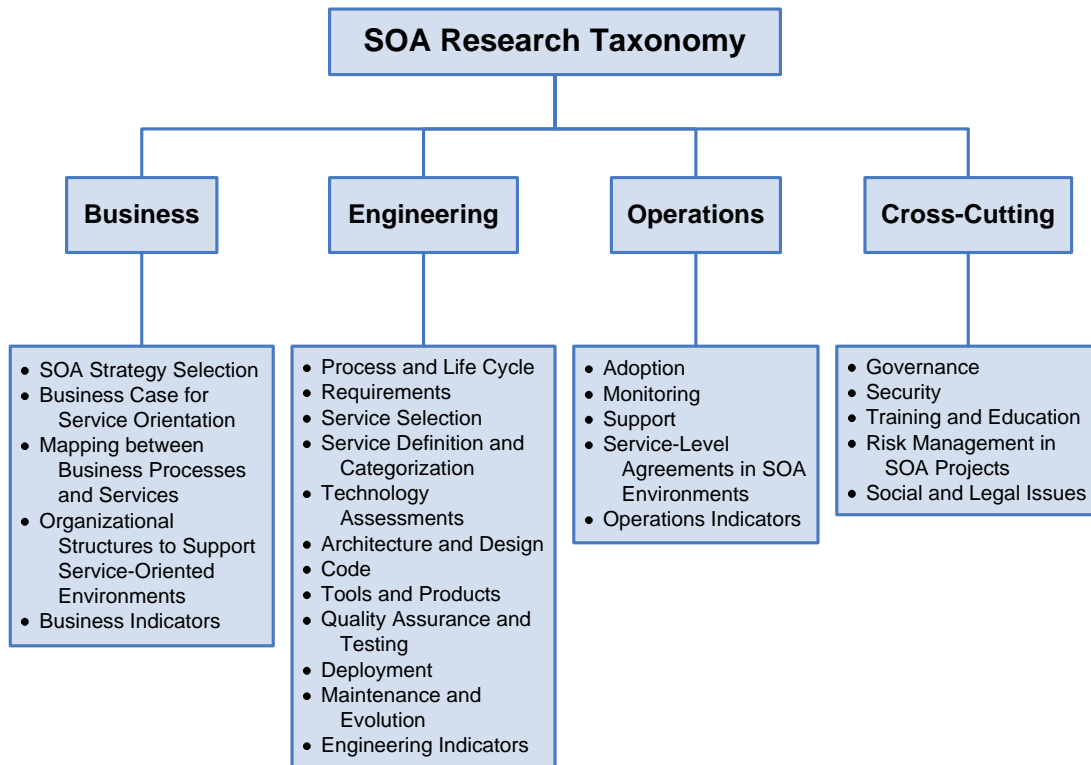 SOA Research Taxonomy
Business
Engineering
Operations
Cross-Cutting
• SOA Strategy Selection
• Business Case for
Service Orientation
• Mapping between
Business Processes
and Services
• Organizational
Structures to Support
Service-Oriented
Environments
• Business Indicators
• Process and Life Cycle
• Requirements
• Service Selection
• Service Definition and
Categorization
• Technology
Assessments
• Architecture and Design
• Code
• Tools and Products
• Quality Assurance and
Testing
• Deployment
• Maintenance and
Evolution
• Engineering Indicators
• Adoption
• Monitoring
• Support
• Service-Level
Agreements in SOA
Environments
• Operations Indicators
• Governance
• Security
• Training and Education
• Risk Management in
SOA Projects
• Social and Legal Issues